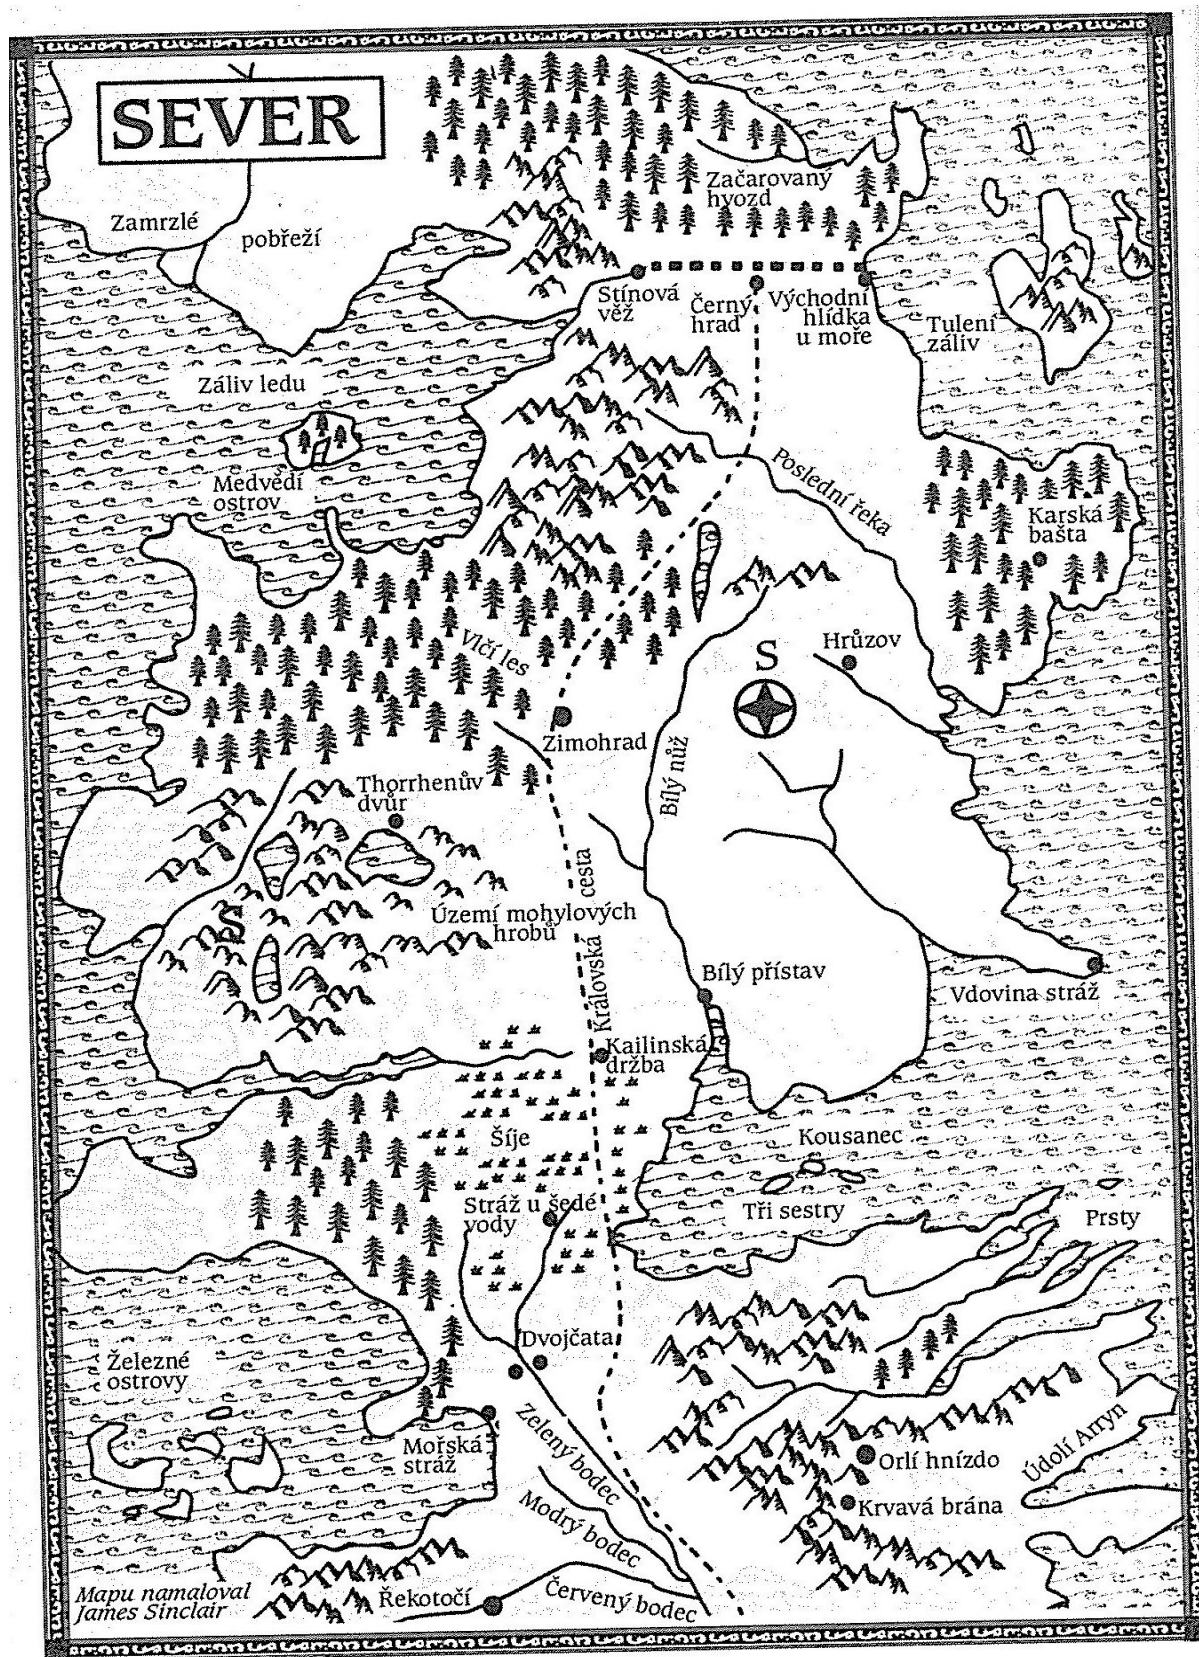 SEVER
Začarovaný
hvozd
Zamrzlé
pobřeží
Stínová
věž
Černý
hrad
Východní
hlídka
u moře
Tulení
záliv
Záliv ledu
Medvědí
ostrov
Poslední řeka
Karská
bašta
Vlčí les
Hrůzov
S
Zimohrad
Bílý nůž
Thorrhenův
dvůr
Královská cesta
Území mohylových
hrobů
S
Bílý přístav
Vdovina stráž
Kailinská
držba
Šíje
Kousanec
Stráž u šedé
vody
Tři sestry
Prsty
Dvojčata
Železné
ostrovy
Mořská
stráž
Zelený bodec
Orlí hnízdo
Údolí Arryn
Krvavá brána
Modrý bodec
Červený bodec
Řekotočí
Mapu namaloval
James Sinclair